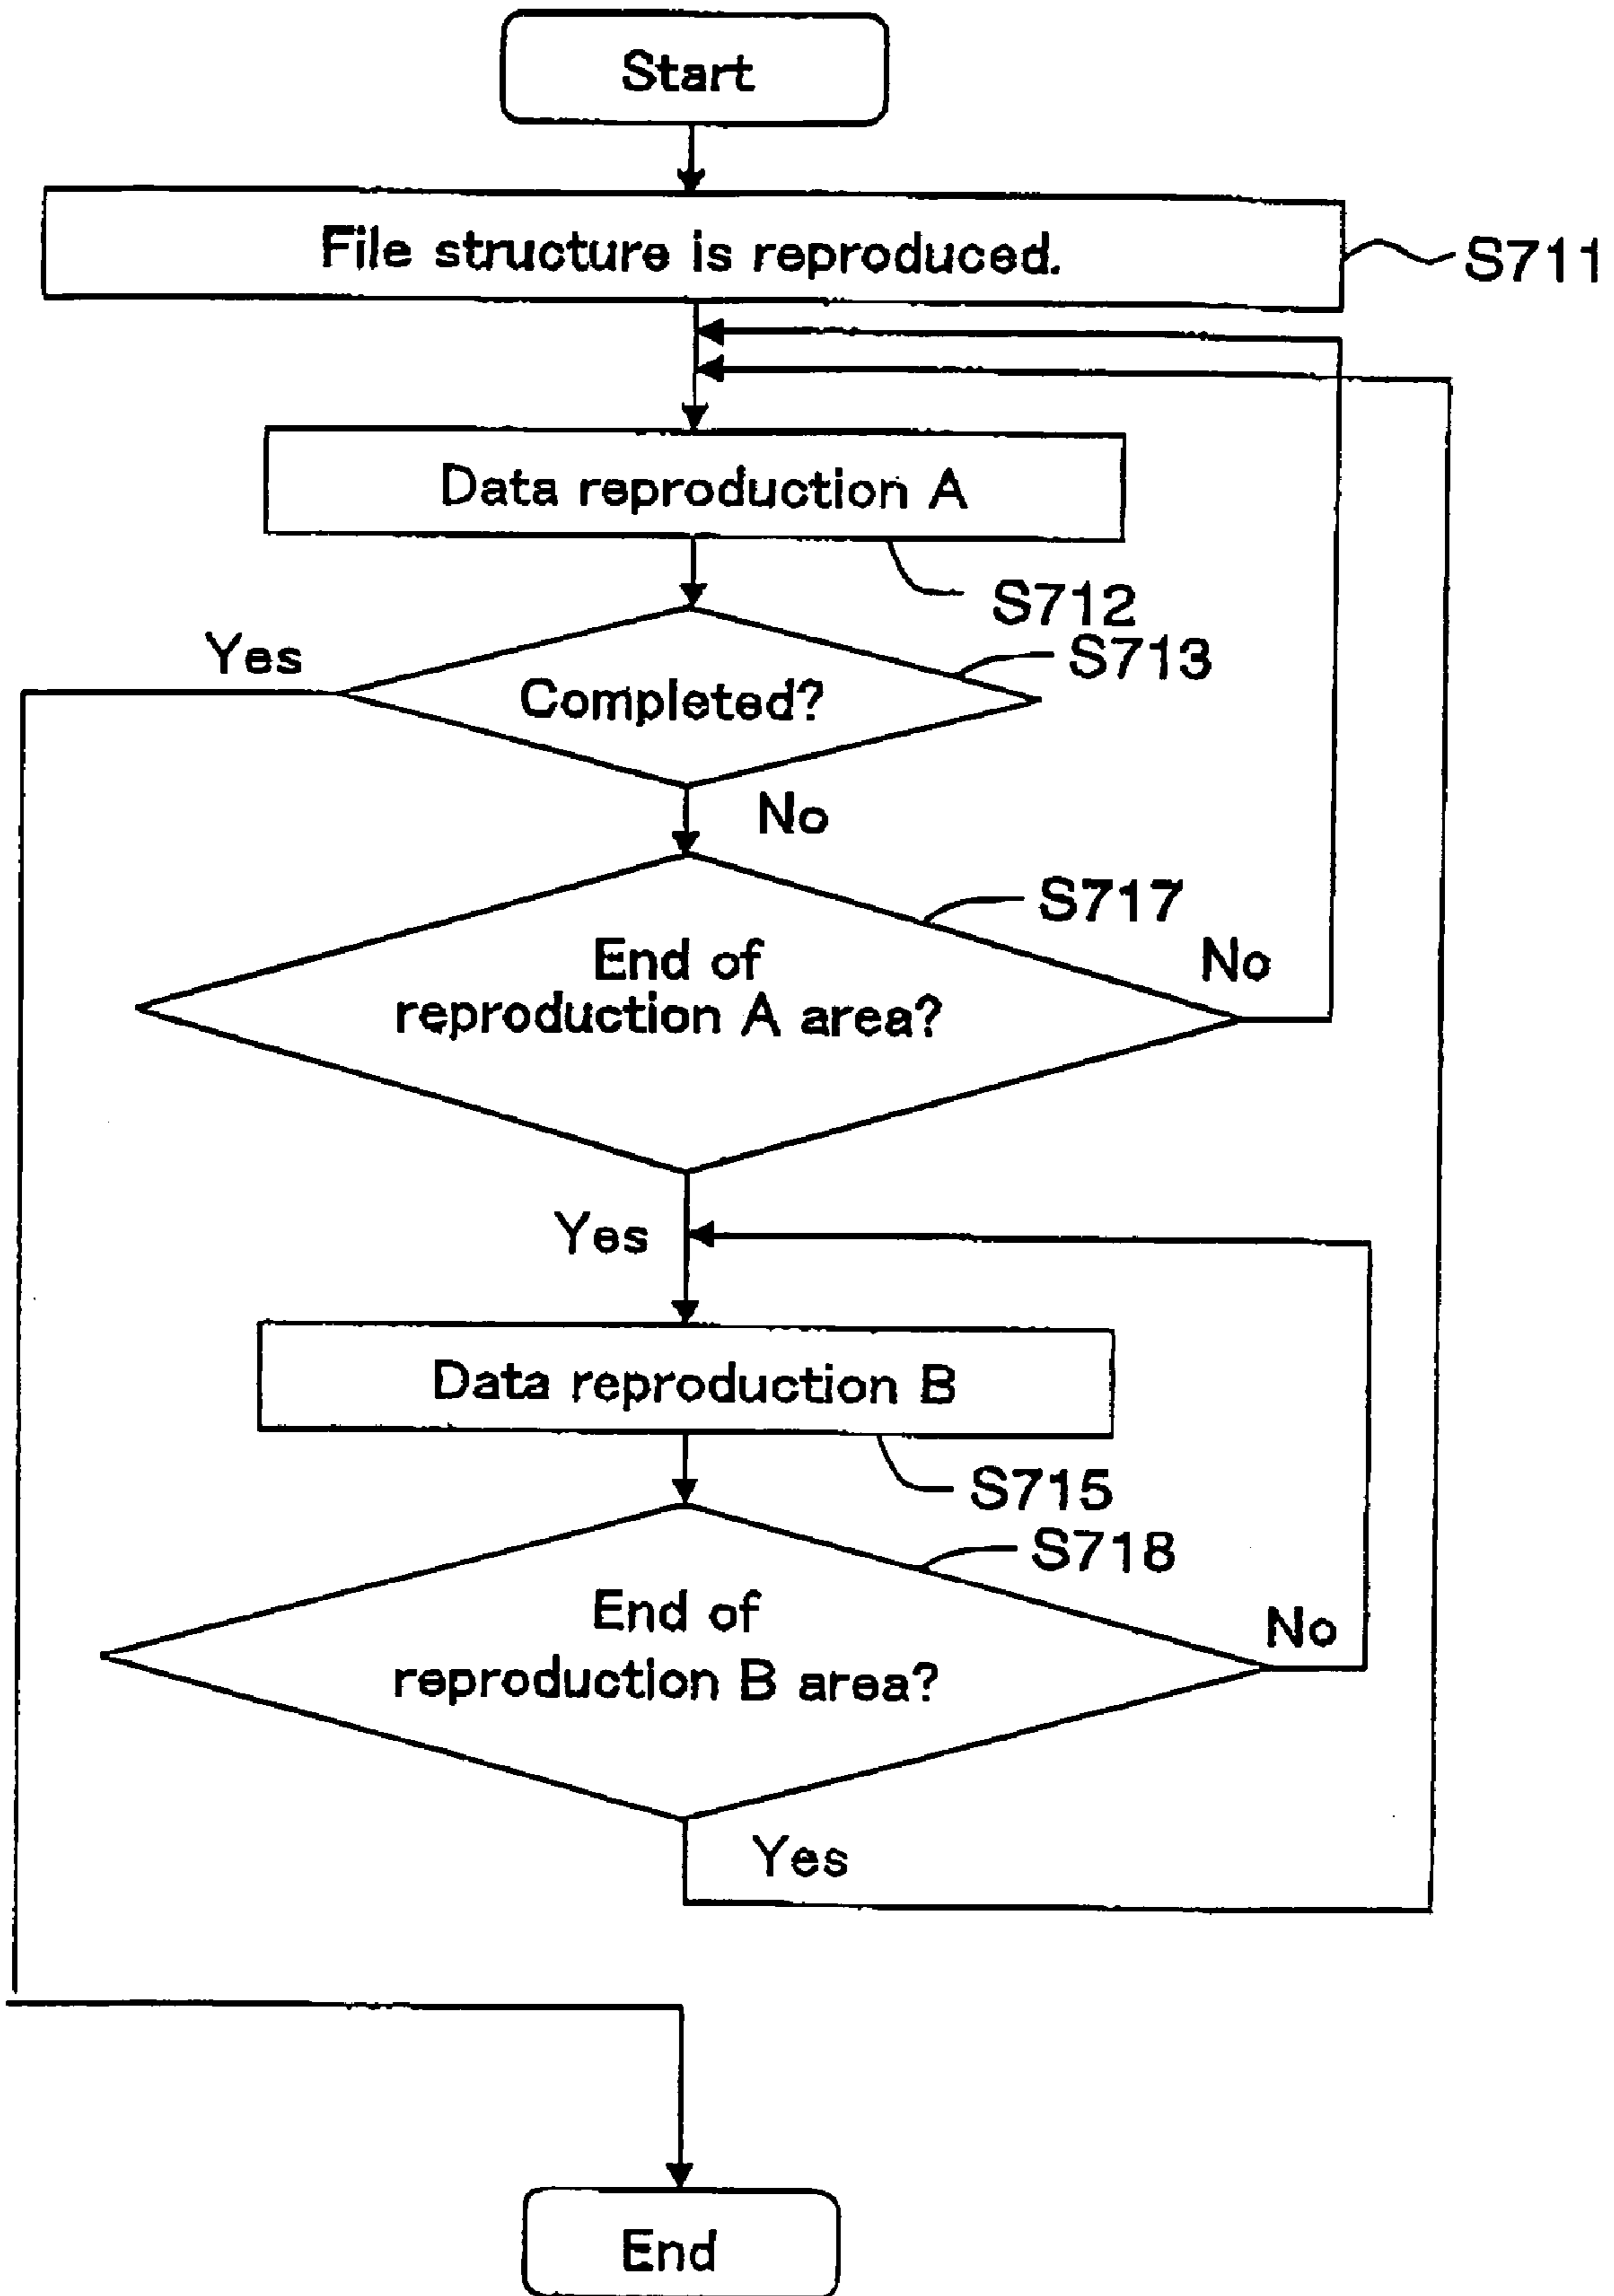 Start
File structure is reproduced.
S711
Data reproduction A
S712
S713
Yes
Completed?
No
S717
End of
reproduction A area?
No
Yes
Data reproduction B
S715
S718
End of
reproduction B area?
No
Yes
End